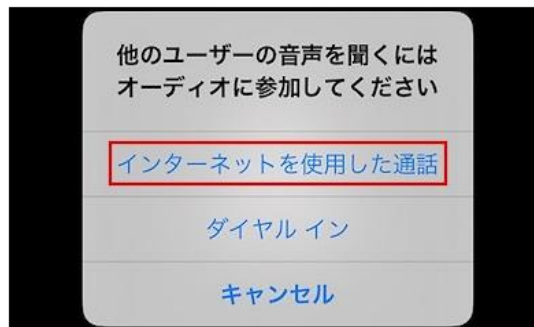 他のユーザーの音声を聞くには
オーディオに参加してください
インターネットを使用した通話
ダイヤル イン
キャンセル